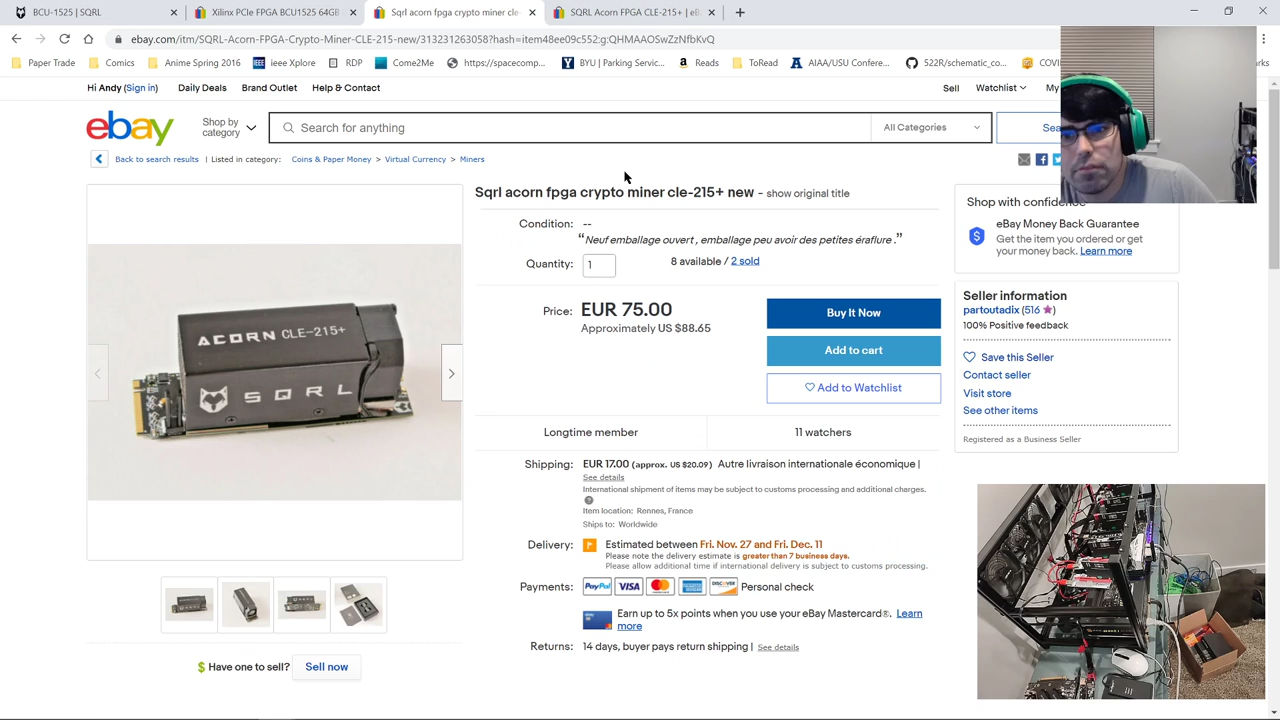 BCU-1525 | SQRL
Xilinx PCIe FPGA BCU1525 64GB
Sqrl acorn fpga crypto miner cle-
SQRL ACORN CLE-215+ | eB
ebay.com/itm/SQRL-Acorn-FPGA-Crypto-Miner-CLE-215-new/313231263058?hash=item48ee09c552:g:QHMAAOSwZzNfbKvQ
Paper Trade
Comics
Anime Spring 2016
Ieee Xplore
RDP
Come2Me
https://spacecomp...
BYU | Parking Servic...
Reads
ToRead
AIAA/USU Confere...
522R/schematic_co...
Hi Andy (Sign in)
Daily Deals
Brand Outlet
Help & Contact
Sell
Watchlist
My
ebay
Shop by
category
Search for anything
All Categories
Back to search results
| Listed in category:
Coins & Paper Money > Virtual Currency > Miners
Sqrl acorn fpga crypto miner cle-215+ new - show original title
Condition: --
“Neuf emballage ouvert , emballage peu avoir des petites éraflure .”
Quantity: 1 8 available / 2 sold
Price: EUR 75.00
Approximately US $88.65
Buy It Now
Add to cart
Add to Watchlist
Longtime member
11 watchers
Shipping: EUR 17.00 (approx. US $20.09) Autre livraison internationale économique |
See details
International shipment of items may be subject to customs processing and additional charges.
Item location: Rennes, France
Ships to: Worldwide
Delivery: Estimated between Fri. Nov. 27 and Fri. Dec. 11
Please note the delivery estimate is greater than 7 business days.
Please allow additional time if international delivery is subject to customs processing.
Payments: PayPal VISA Personal check
Earn up to 5x points when you use your eBay Mastercard®. Learn
more
Returns: 14 days, buyer pays return shipping | See details
ACORN CLE-215+
Have one to sell? Sell now
Shop with confidence
eBay Money Back Guarantee
Get the item you ordered or get
your money back. Learn more
Seller information
partoutadix (516 )
100% Positive feedback
Save this Seller
Contact seller
Visit store
See other items
Registered as a Business Seller